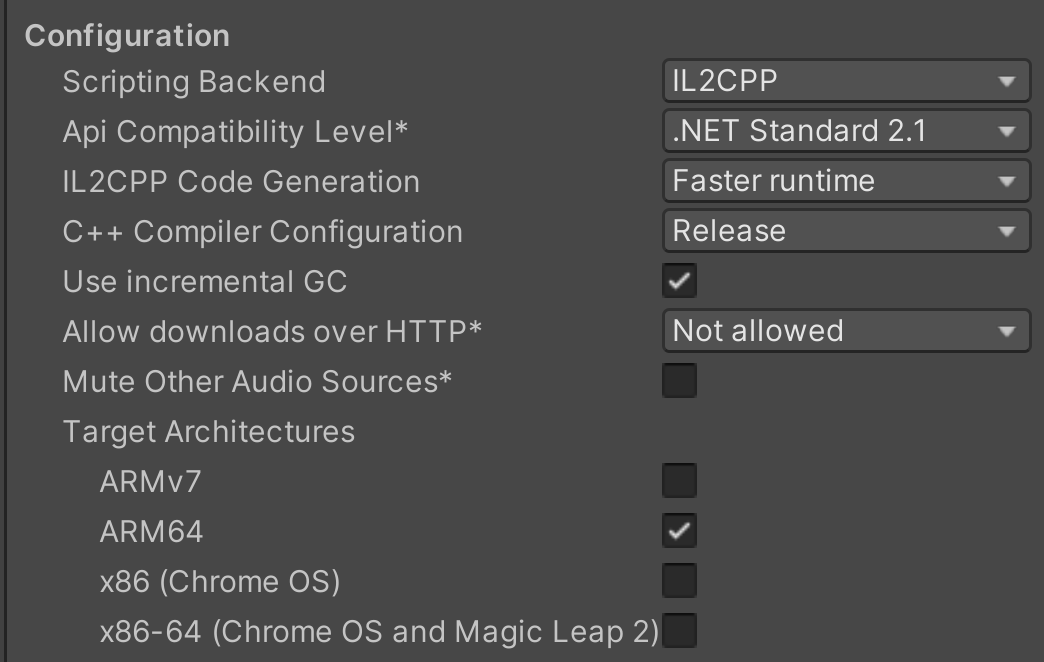 Configuration
Scripting Backend IL2CPP
Api Compatibility Level* .NET Standard 2.1
IL2CPP Code Generation Faster runtime
C++ Compiler Configuration Release
Use incremental GC
Allow downloads over HTTP* Not allowed
Mute Other Audio Sources*
Target Architectures
ARMv7
ARM64
x86 (Chrome OS)
x86-64 (Chrome OS and Magic Leap 2)